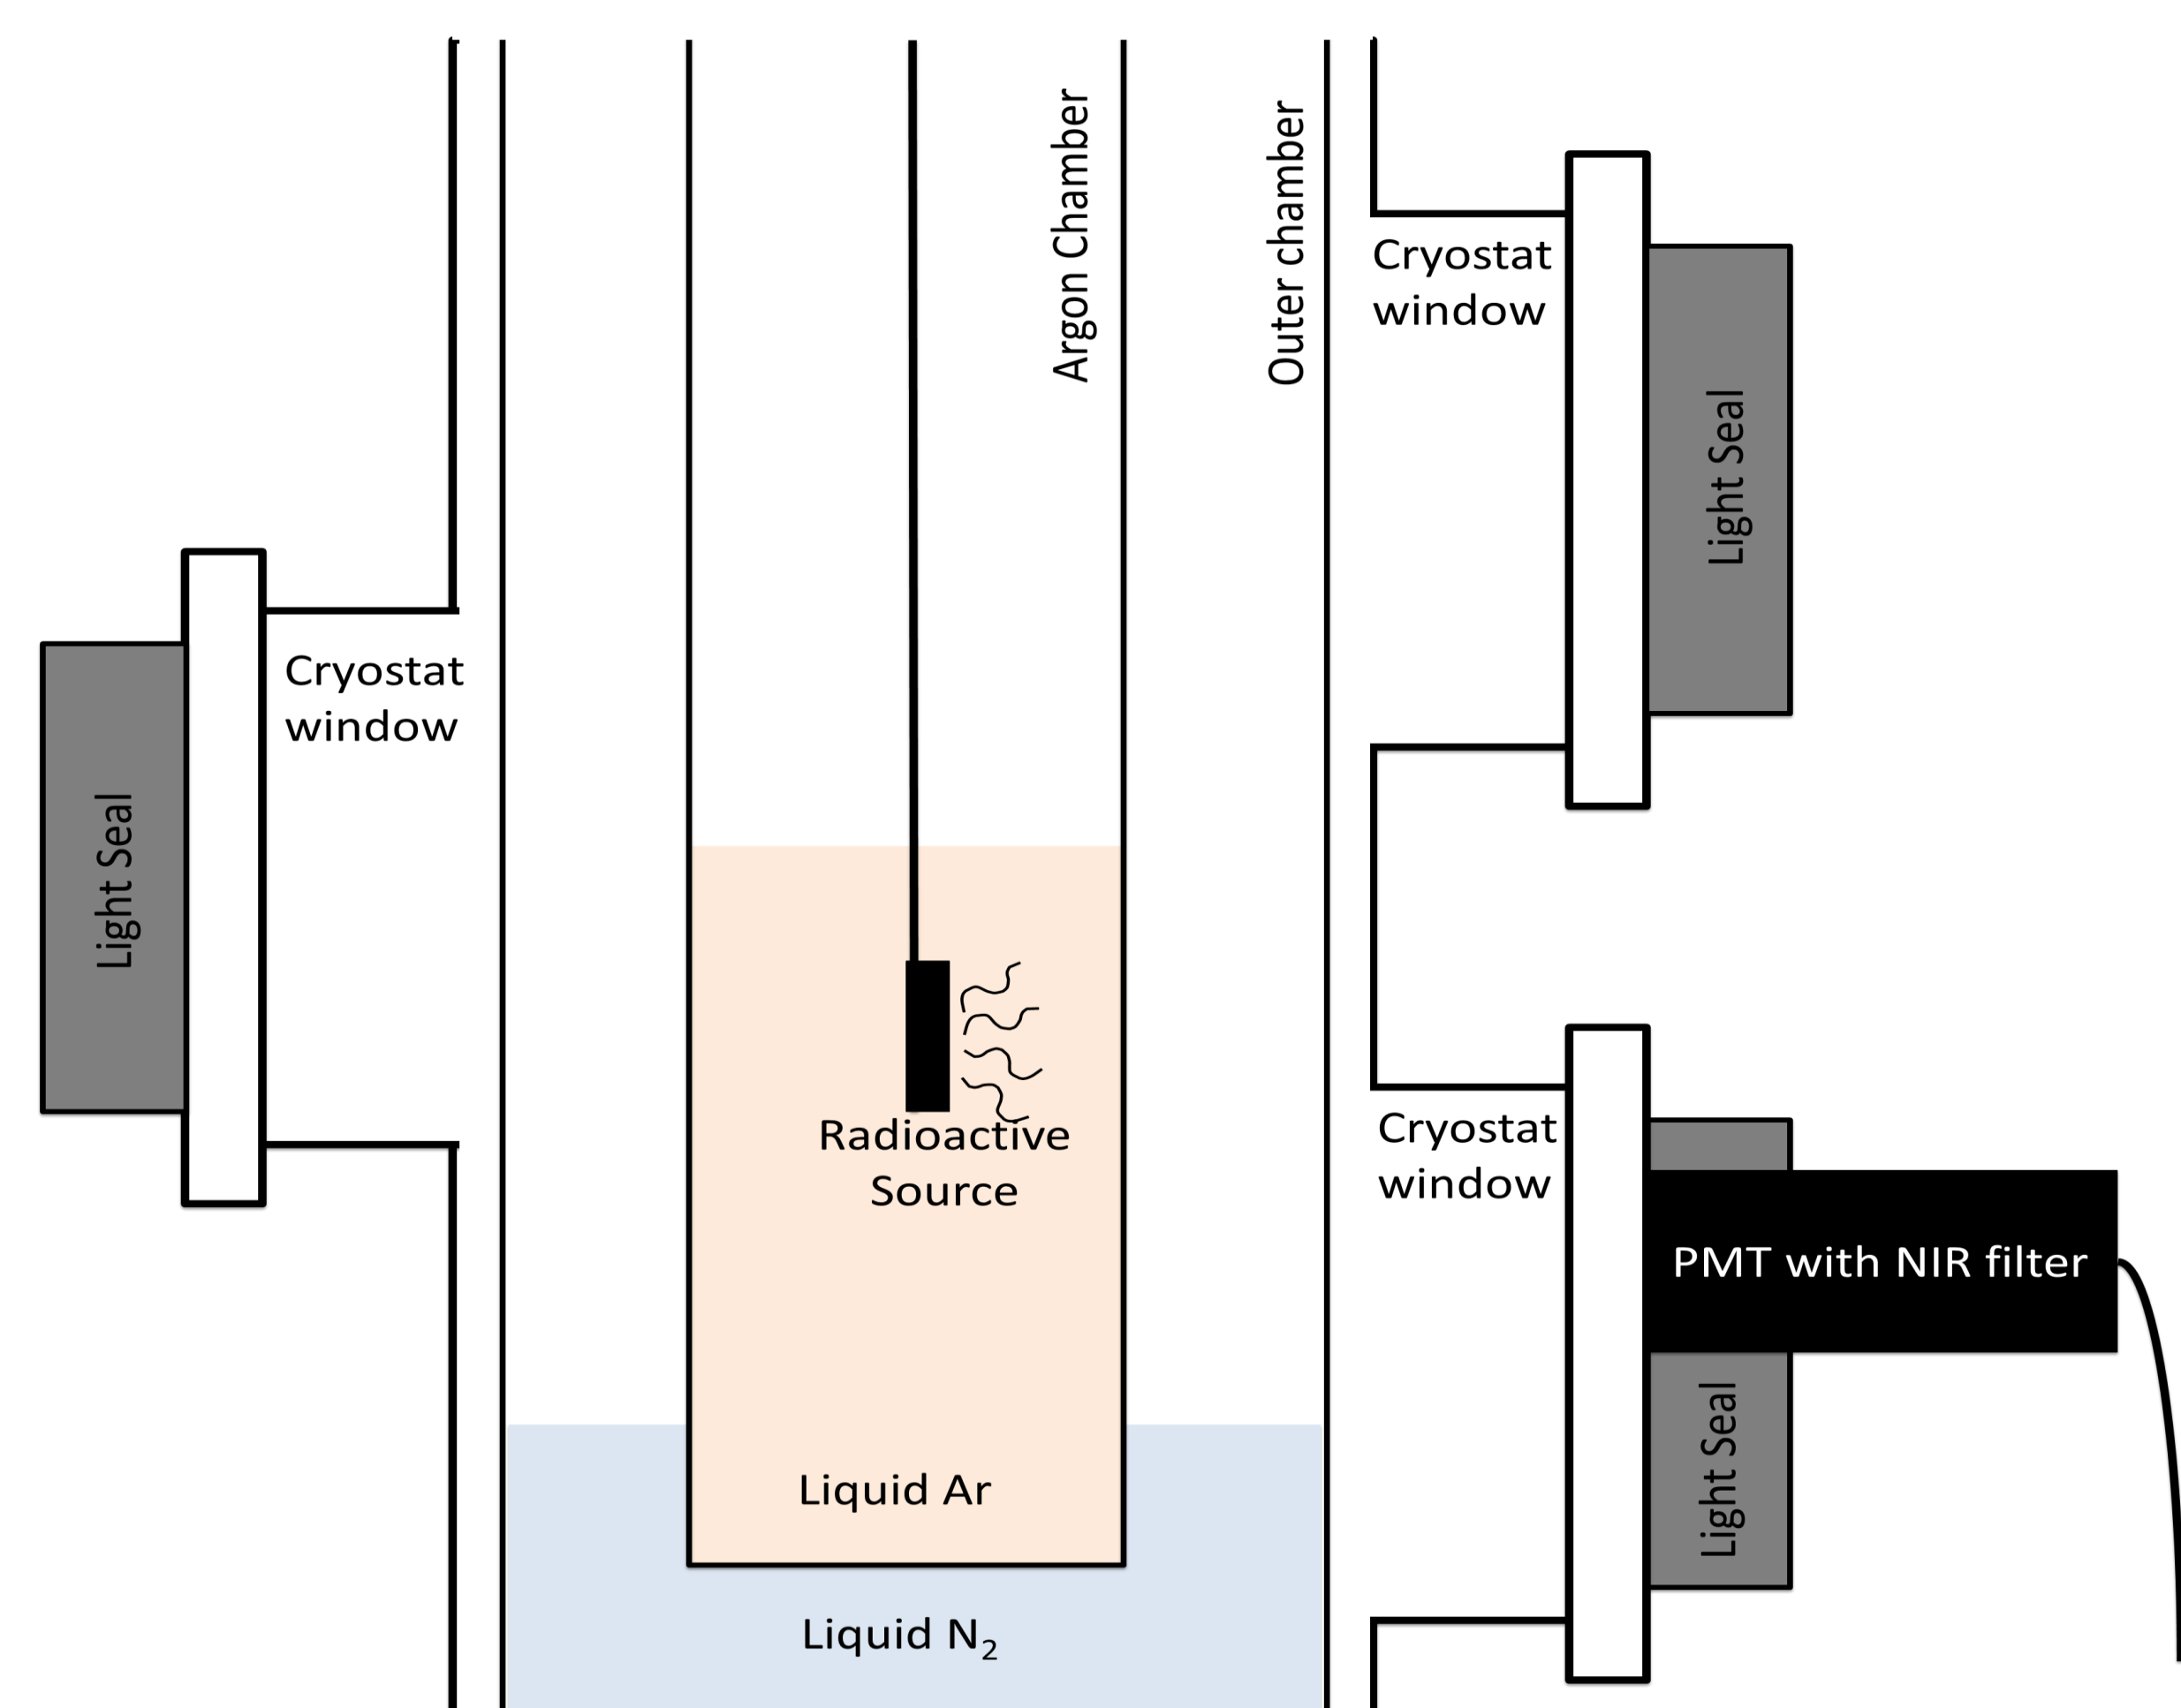 Argon Chamber
Outer chamber
Cryostat
window
Light Seal
Cryostat
window
Light Seal
Radioactive
Source
Cryostat
window
PMT with NIR filter
Light Seal
Liquid Ar
Liquid N₂